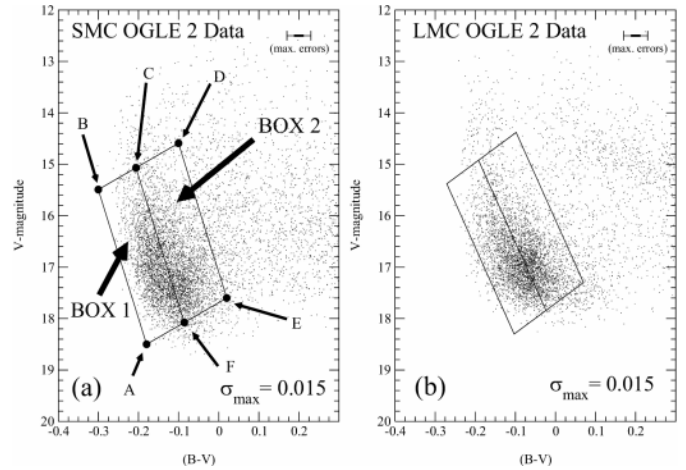 SMC OGLE 2 Data
(max. errors)
C
D
B
BOX 2
BOX 1
E
A
F
(a)
σmax= 0.015
V-magnitude
12
13
14
15
16
17
18
19
20
-0.4 -0.3 -0.2 -0.1 0 0.1 0.2
(B-V)
LMC OGLE 2 Data
(max. errors)
(b)
σmax= 0.015
V-magnitude
12
13
14
15
16
17
18
19
20
-0.4 -0.3 -0.2 -0.1 0 0.1 0.2
(B-V)